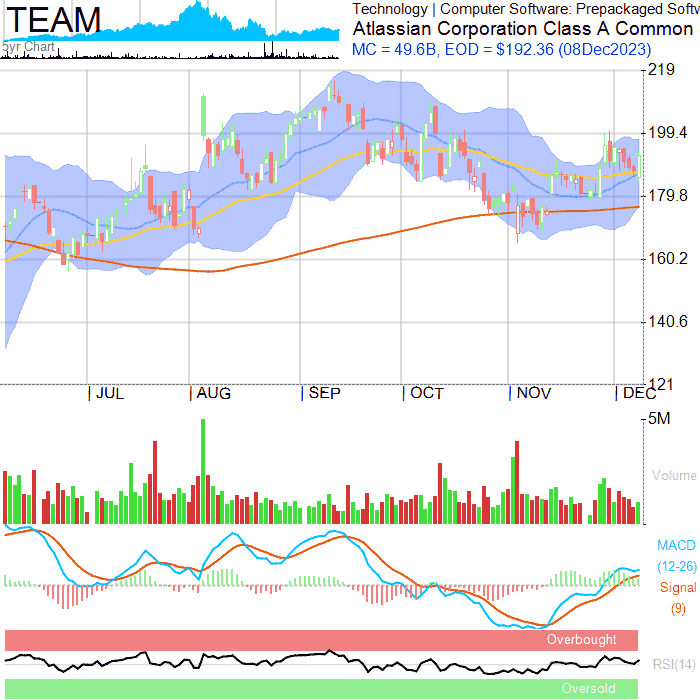 TEAM
Technology | Computer Software: Prepackaged Softw
Atlassian Corporation Class A Common
5yr Chart
MC = 49.6B, EOD = $192.36 (08Dec2023)
219
199.4
179.8
160.2
140.6
121
JUL AUG SEP OCT NOV DEC
5M
Volume
MACD
(12-26)
Signal
(9)
Overbought
RSI(14)
Oversold